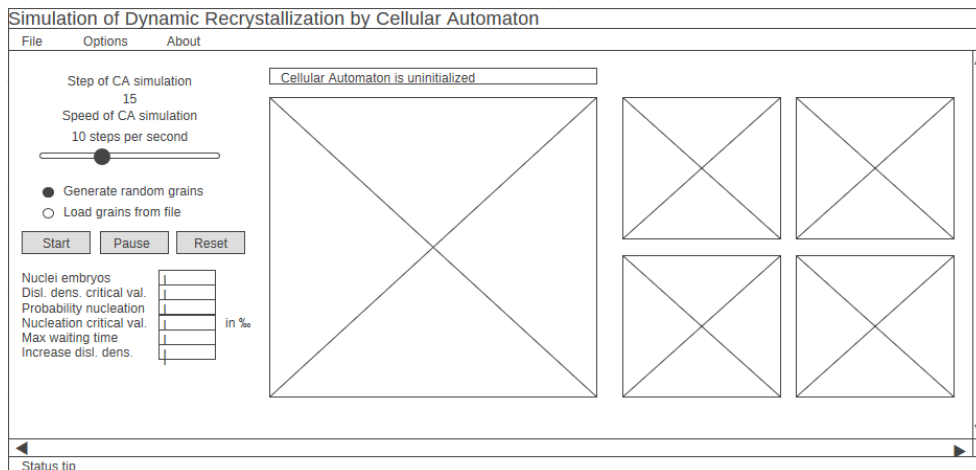 Simulation of Dynamic Recrystallization by Cellular Automaton
File Options About
Step of CA simulation
15
Speed of CA simulation
10 steps per second
Generate random grains
Load grains from file
Start Pause Reset
Nuclei embryos
Disl. dens. critical val.
Probability nucleation
Nucleation critical val. in ‰
Max waiting time
Increase disl. dens.
Cellular Automaton is uninitialized
Status tip